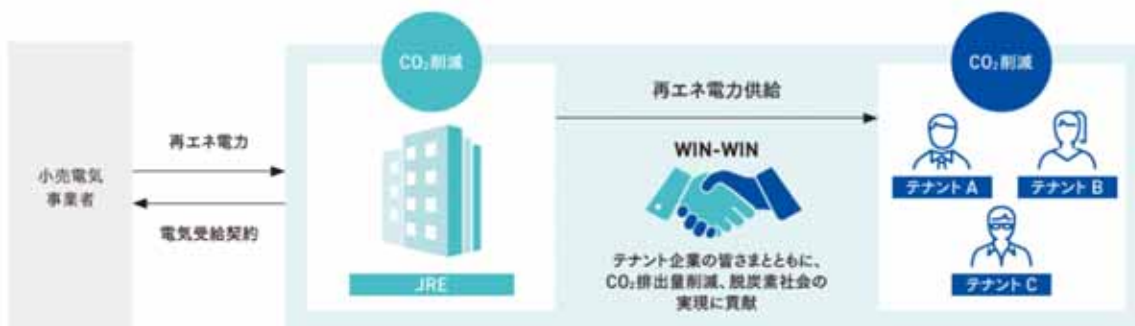 小売電気
事業者
再エネ電力
電気受給契約
CO₂削減
JRE
再エネ電力供給
WIN-WIN
テナント企業の皆さまとともに、
CO₂排出量削減、脱炭素社会の
実現に貢献
CO₂削減
テナント A
テナント B
テナント C